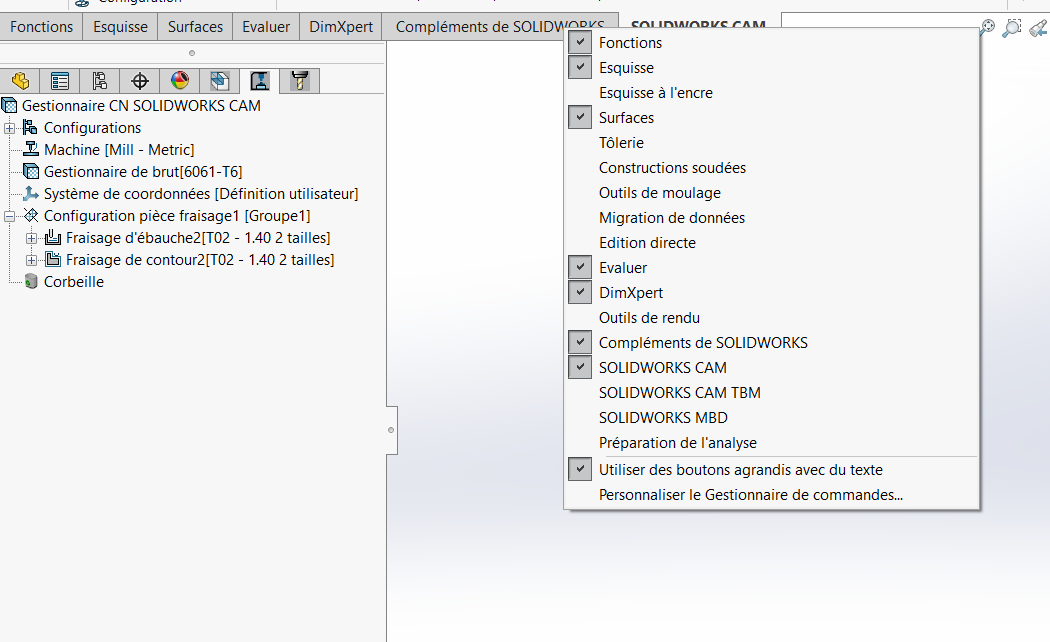 Configuration
Fonctions Esquisse Surfaces Evaluer DimXpert Compléments de SOLIDWORKS SOLIDWORKS CAM
Gestionnaire CN SOLIDWORKS CAM
Configurations
Machine [Mill - Metric]
Gestionnaire de brut[6061-T6]
Système de coordonnées [Définition utilisateur]
Configuration pièce fraisage1 [Groupe1]
Fraisage d'ébauche2[T02 - 1.40 2 tailles]
Fraisage de contour2[T02 - 1.40 2 tailles]
Corbeille
Fonctions
Esquisse
Esquisse à l'encre
Surfaces
Tôlerie
Constructions soudées
Outils de moulage
Migration de données
Edition directe
Evaluer
DimXpert
Outils de rendu
Compléments de SOLIDWORKS
SOLIDWORKS CAM
SOLIDWORKS CAM TBM
SOLIDWORKS MBD
Préparation de l'analyse
Utiliser des boutons agrandis avec du texte
Personnaliser le Gestionnaire de commandes...